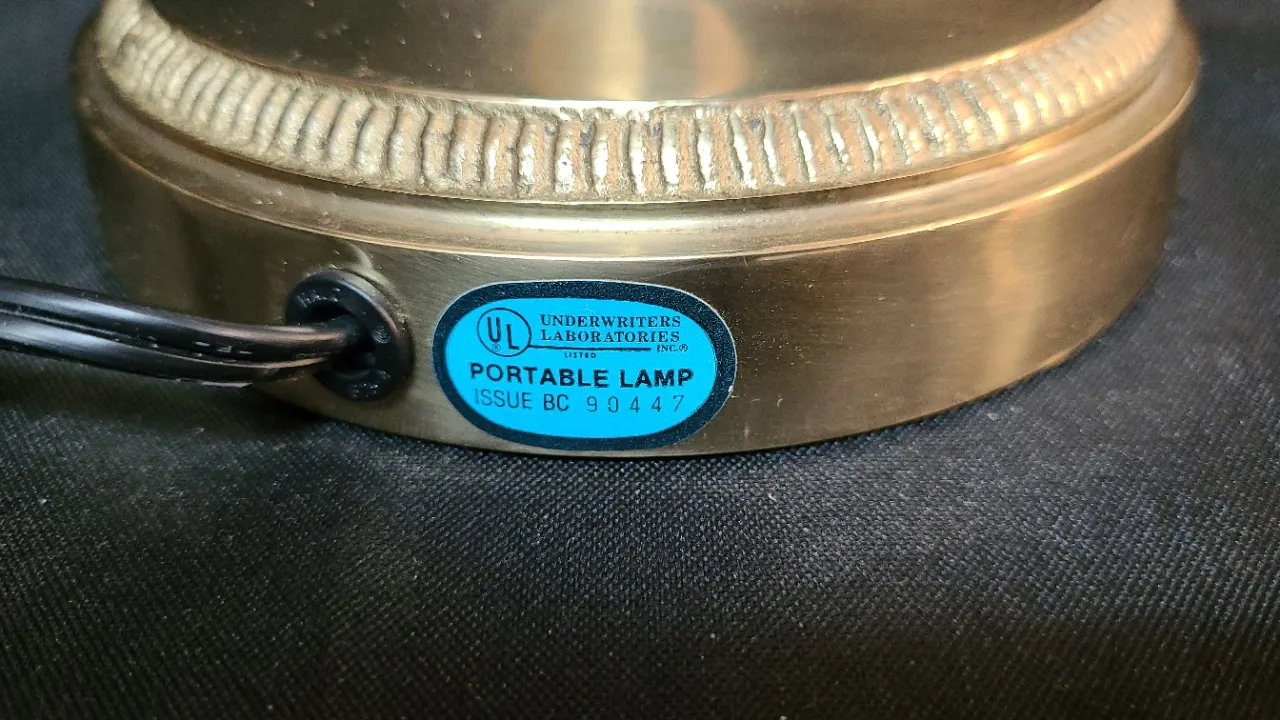 UL
UNDERWRITERS
LABORATORIES
LISTED INC.®
PORTABLE LAMP
ISSUE BC 90447